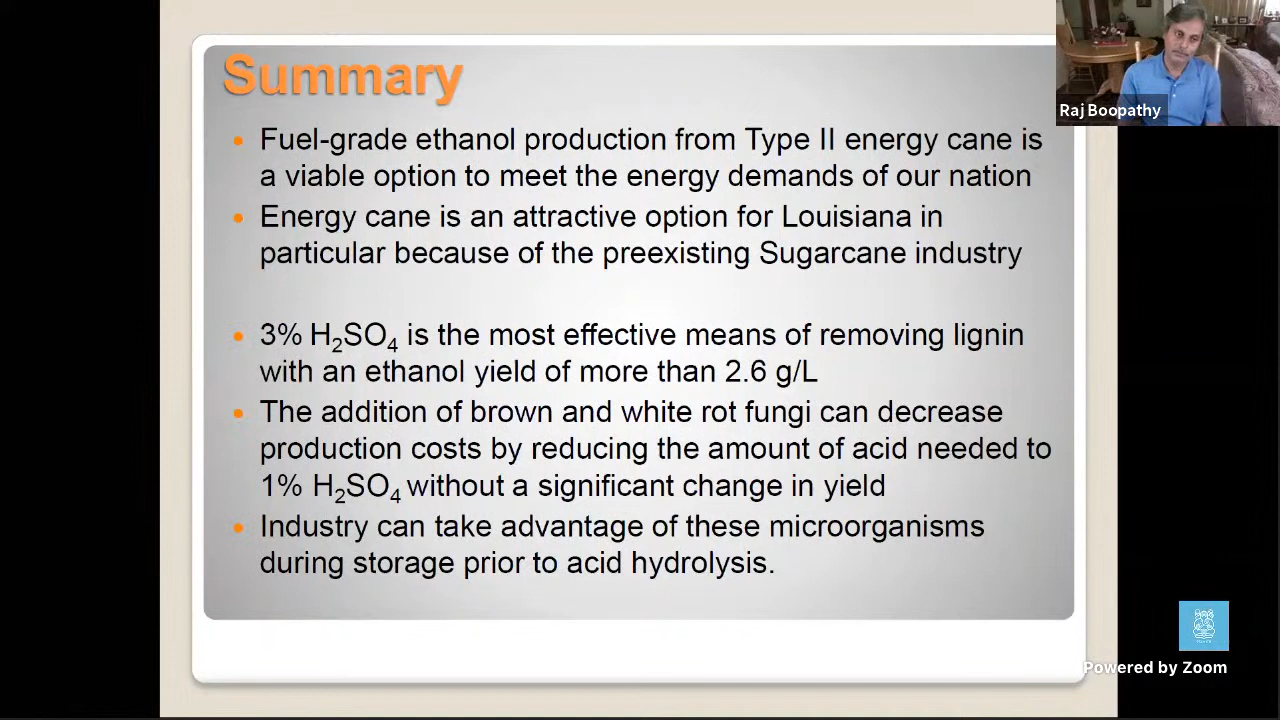 Summary
Raj Boopathy
Fuel-grade ethanol production from Type II energy cane is
a viable option to meet the energy demands of our nation
Energy cane is an attractive option for Louisiana in
particular because of the preexisting Sugarcane industry
3% H₂SO₄ is the most effective means of removing lignin
with an ethanol yield of more than 2.6 g/L
The addition of brown and white rot fungi can decrease
production costs by reducing the amount of acid needed to
1% H₂SO₄ without a significant change in yield
Industry can take advantage of these microorganisms
during storage prior to acid hydrolysis.
Powered by Zoom